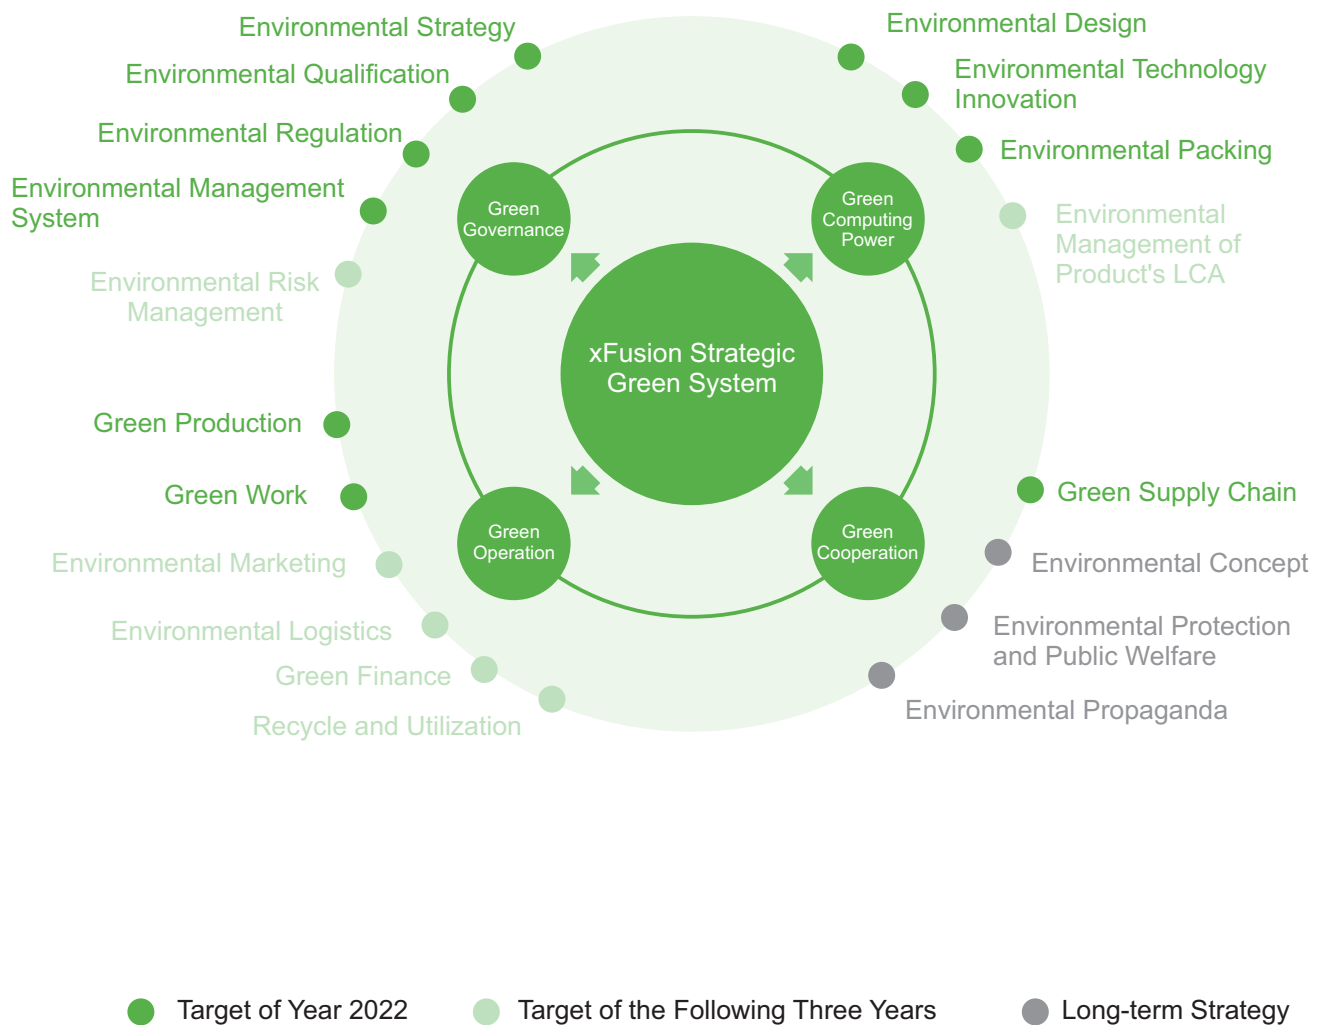 Environmental Strategy
Environmental Qualification
Environmental Regulation
Environmental Management
System
Environmental Risk
Management
Green Production
Green Work
Environmental Marketing
Environmental Logistics
Green Finance
Recycle and Utilization
Green
Governance
Green
Computing
Power
xFusion Strategic
Green System
Green
Operation
Green
Cooperation
Environmental Design
Environmental Technology
Innovation
Environmental Packing
Environmental
Management of
Product's LCA
Green Supply Chain
Environmental Concept
Environmental Protection
and Public Welfare
Environmental Propaganda
Target of Year 2022
Target of the Following Three Years
Long-term Strategy